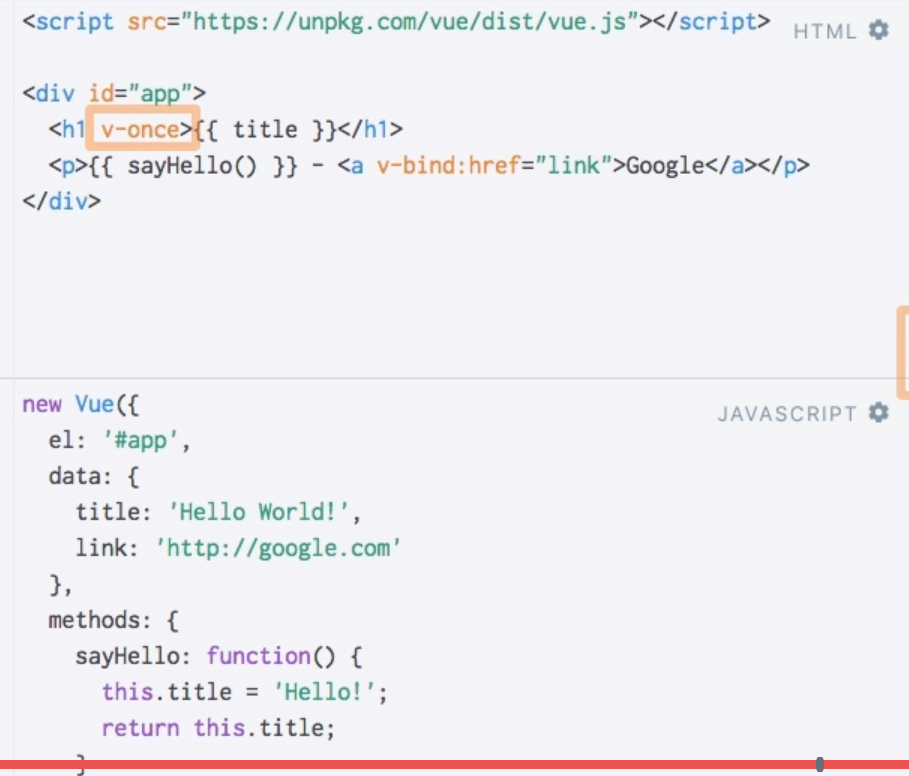 <script src="https://unpkg.com/vue/dist/vue.js"></script>
HTML
<div id="app">
  <h1 v-once>{{ title }}</h1>
  <p>{{ sayHello() }} - <a v-bind:href="link">Google</a></p>
</div>
JAVASCRIPT
new Vue({
  el: '#app',
  data: {
    title: 'Hello World!',
    link: 'http://google.com'
  },
  methods: {
    sayHello: function() {
      this.title = 'Hello!';
      return this.title;
    }